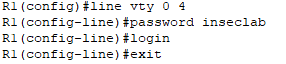 R1(config)#line vty 0 4
R1(config-line)#password inseclab
R1(config-line)#login
R1(config-line)#exit